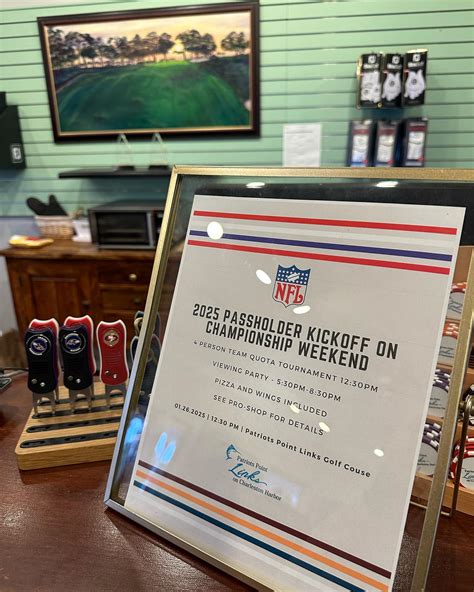 NFL
2025 PASSHOLDER KICKOFF ON
CHAMPIONSHIP WEEKEND
4 PERSON TEAM QUOTA TOURNAMENT 12:30PM
VIEWING PARTY - 5:30PM-8:30PM
PIZZA AND WINGS INCLUDED
SEE PRO-SHOP FOR DETAILS
01.26.2025 | 12:30 PM | Patriots Point Links Golf Couse
Patriots Point
Links
on Charleston Harbor